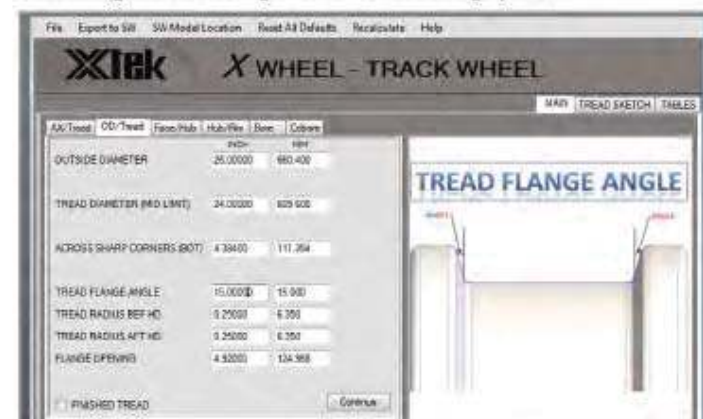 File Export to SW SW Model Location Reset All Defaults Recalculate Help
XTek X WHEEL - TRACK WHEEL
MAIN TREAD SKETCH TABLES
OD/Tread Face/Hub Hub/Rim Bore
INCH MM
OUTSIDE DIAMETER 26.00000 660.400
TREAD DIAMETER (MID LIMIT) 24.00000 609.600
ACROSS SHARP CORNERS (BOT) 4.38400 111.354
TREAD FLANGE ANGLE 15.00000 15.000
TREAD RADIUS BEF HD 0.25000 6.350
TREAD RADIUS AFT HD 0.25000 6.350
FLANGE OPENING 4.92000 124.968
FINISHED TREAD Continue
TREAD FLANGE ANGLE